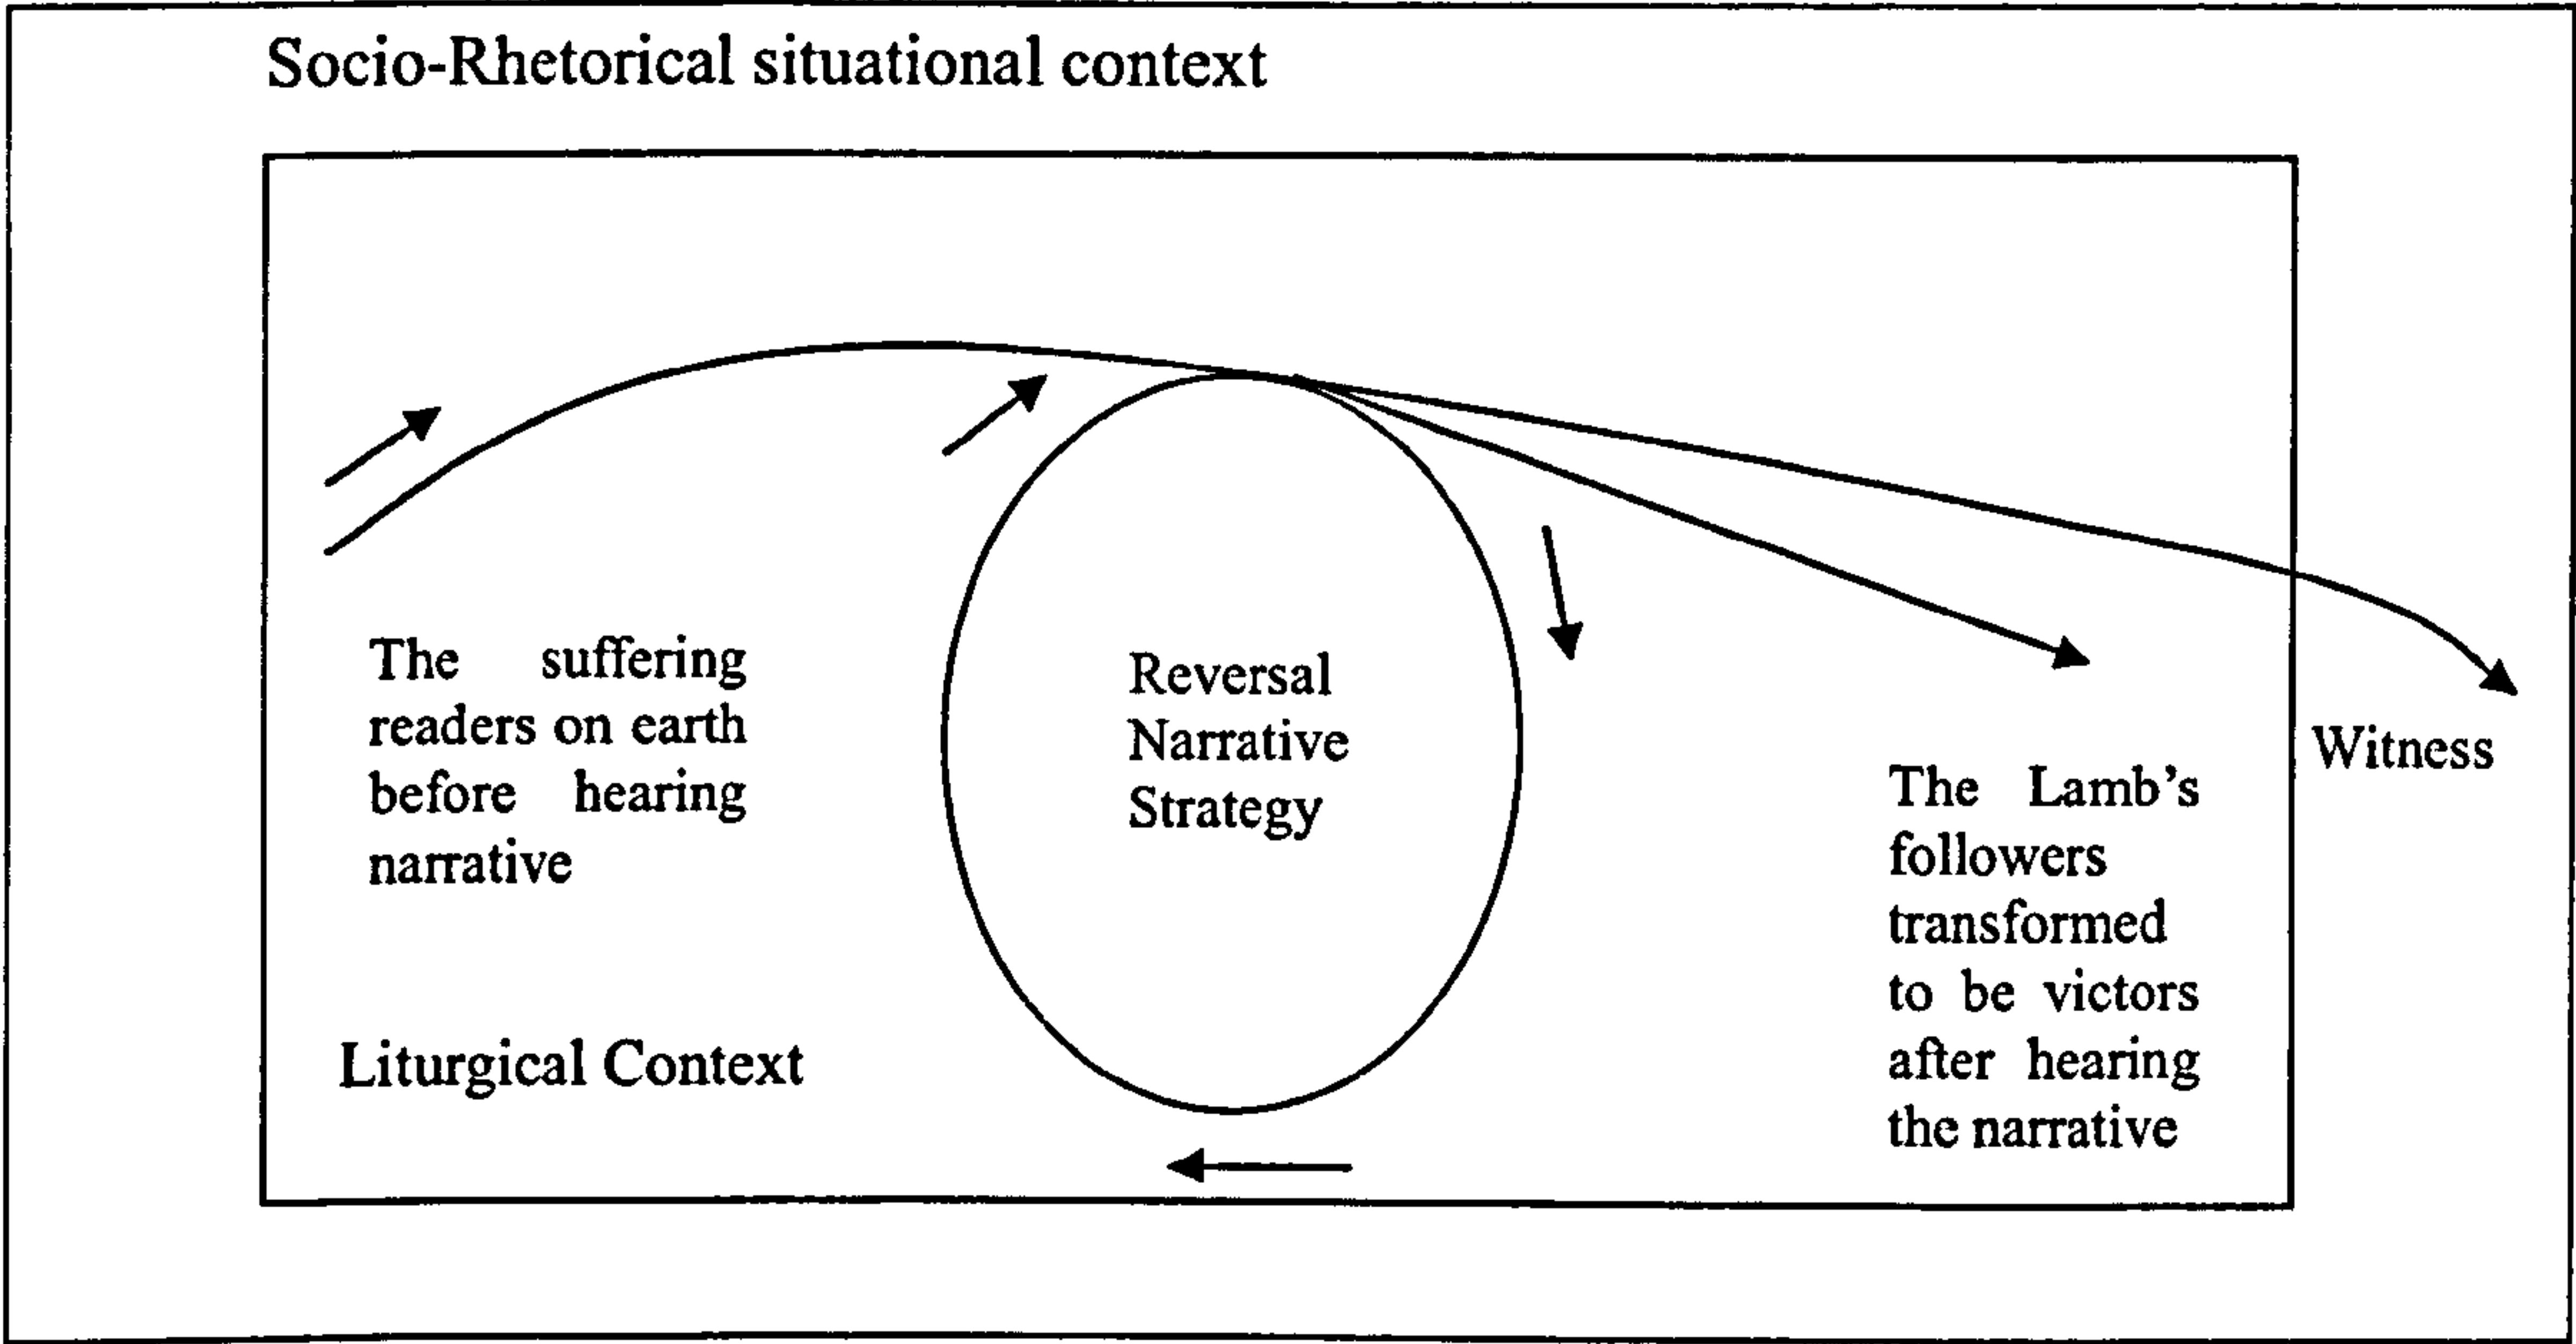 Socio-Rhetorical situational context
The suffering
readers on earth
before hearing
narrative
Reversal
Narrative
Strategy
Witness
The Lamb’s
followers
transformed
to be victors
after hearing
the narrative
Liturgical Context